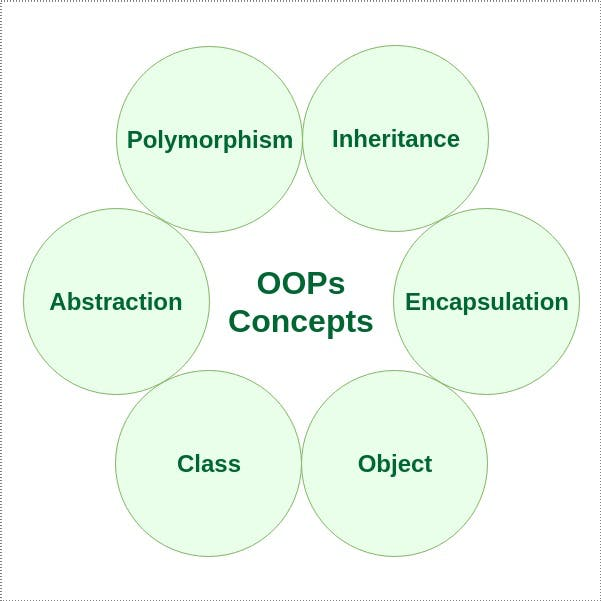 Polymorphism
Inheritance
Abstraction
OOPs
Concepts
Encapsulation
Class
Object